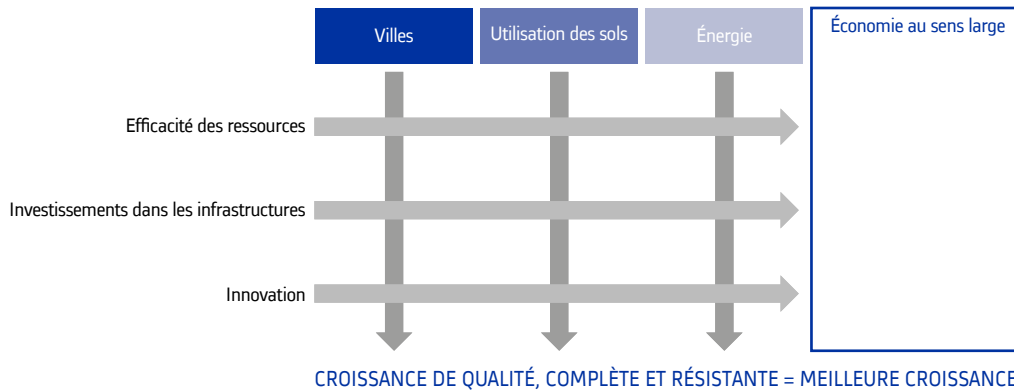 Villes
Utilisation des sols
Énergie
Économie au sens large
Efficacité des ressources
Investissements dans les infrastructures
Innovation
CROISSANCE DE QUALITÉ, COMPLÈTE ET RÉSISTANTE = MEILLEURE CROISSANCE